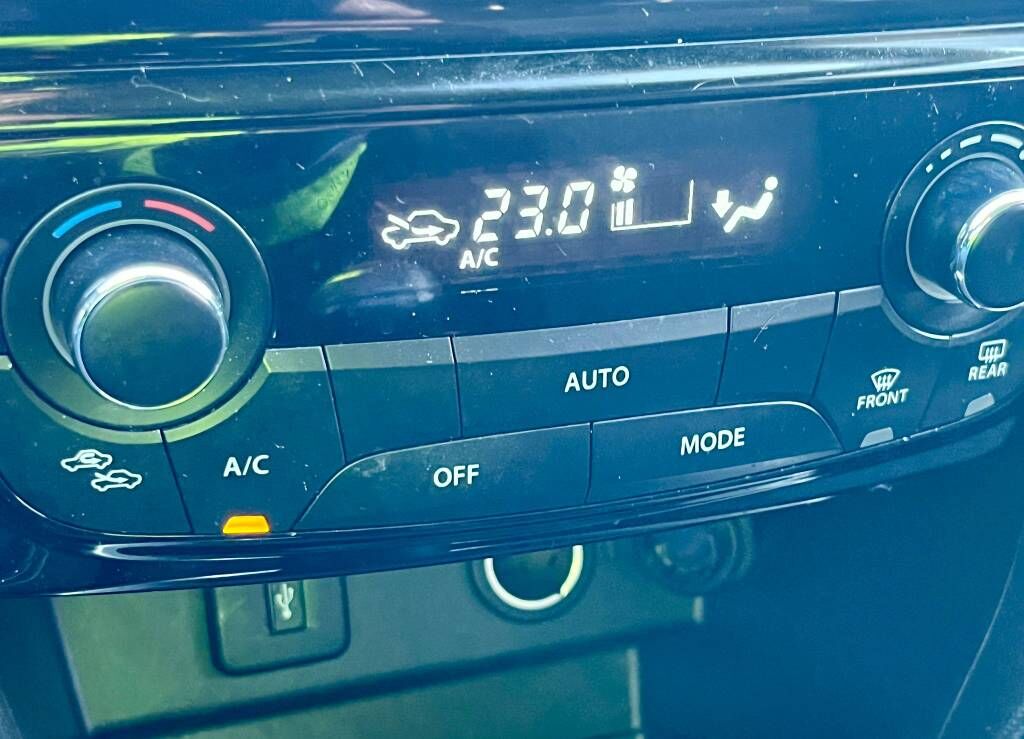 23.0
A/C
AUTO
FRONT
REAR
A/C
OFF
MODE